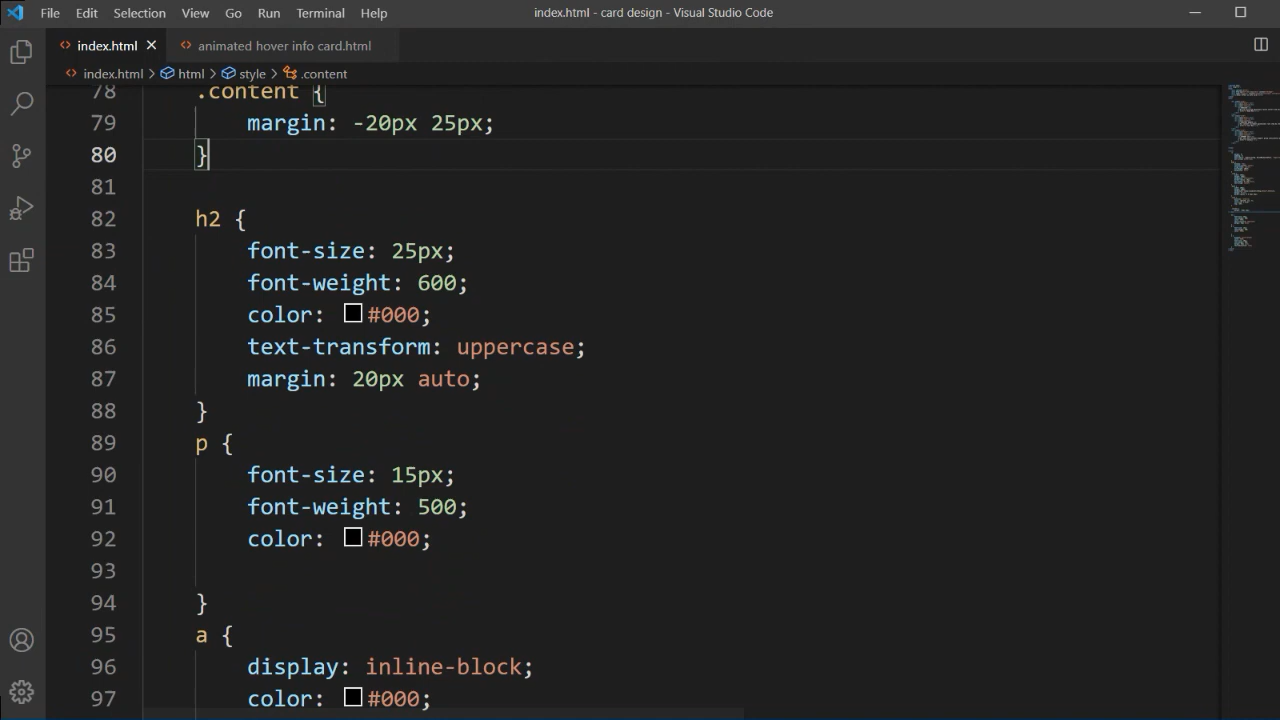 File Edit Selection View Go Run Terminal Help index.html - card design - Visual Studio Code
index.html animated hover info card.html
index.html > html > style > .content
78 .content {
79 margin: -20px 25px;
80 }
81
82 h2 {
83 font-size: 25px;
84 font-weight: 600;
85 color: #000;
86 text-transform: uppercase;
87 margin: 20px auto;
88 }
89 p {
90 font-size: 15px;
91 font-weight: 500;
92 color: #000;
93
94 }
95 a {
96 display: inline-block;
97 color: #000;